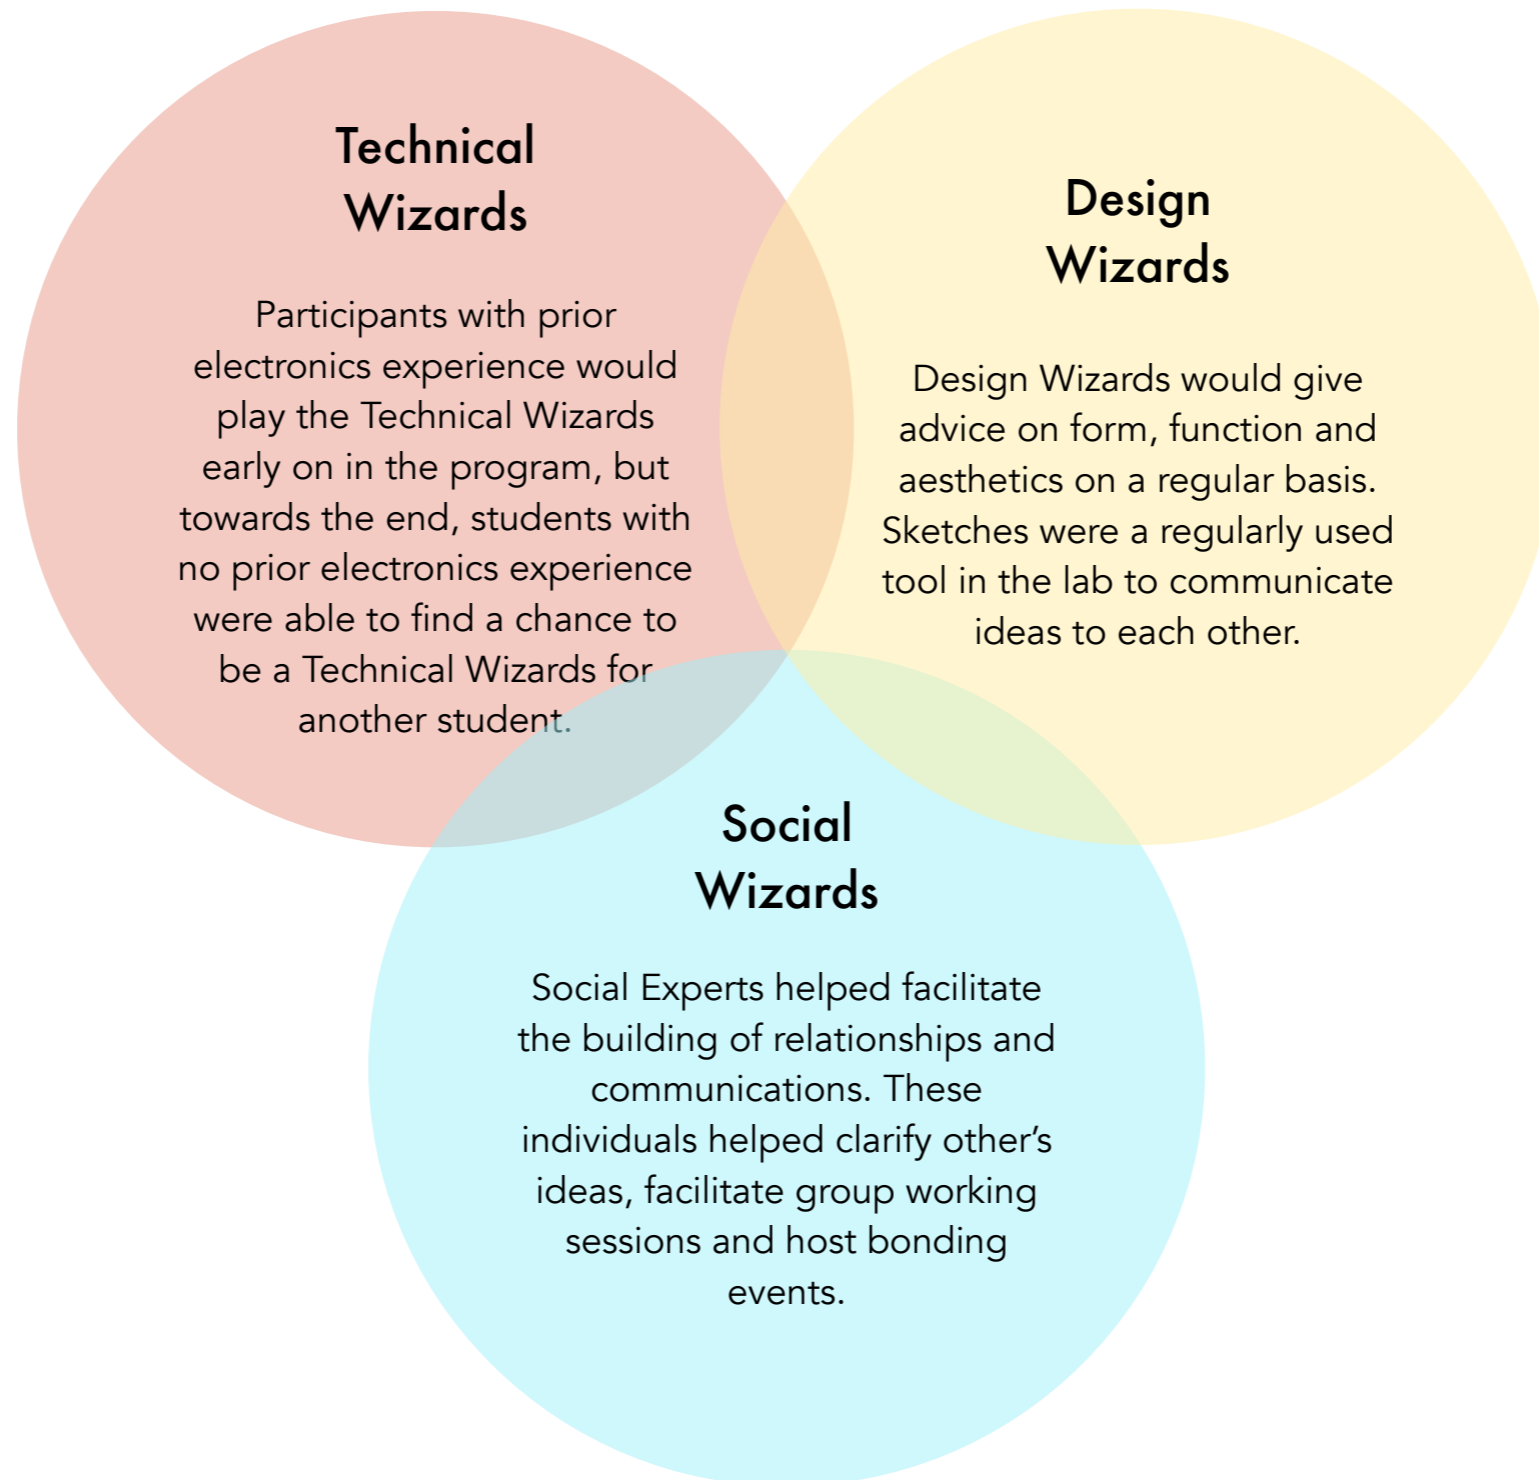 Technical
Wizards
Participants with prior
electronics experience would
play the Technical Wizards
early on in the program, but
towards the end, students with
no prior electronics experience
were able to find a chance to
be a Technical Wizards for
another student.
Design
Wizards
Design Wizards would give
advice on form, function and
aesthetics on a regular basis.
Sketches were a regularly used
tool in the lab to communicate
ideas to each other.
Social
Wizards
Social Experts helped facilitate
the building of relationships and
communications. These
individuals helped clarify other’s
ideas, facilitate group working
sessions and host bonding
events.